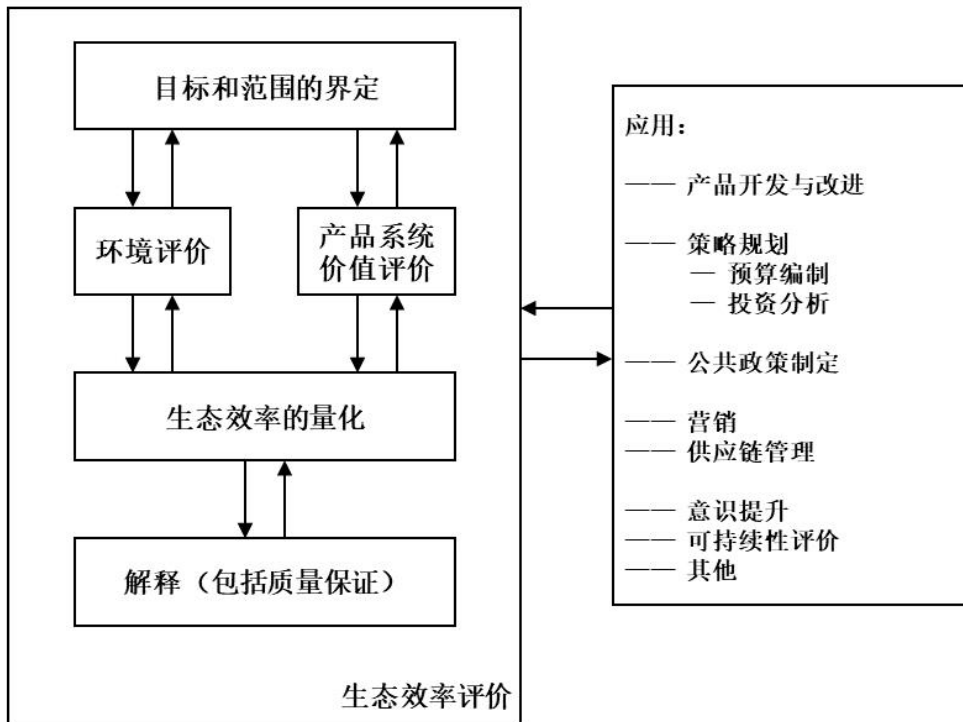 目标和范围的界定
环境评价
产品系统
价值评价
生态效率的量化
解释（包括质量保证）
生态效率评价
应用：
—— 产品开发与改进
—— 策略规划
— 预算编制
— 投资分析
—— 公共政策制定
—— 营销
—— 供应链管理
—— 意识提升
—— 可持续性评价
—— 其他